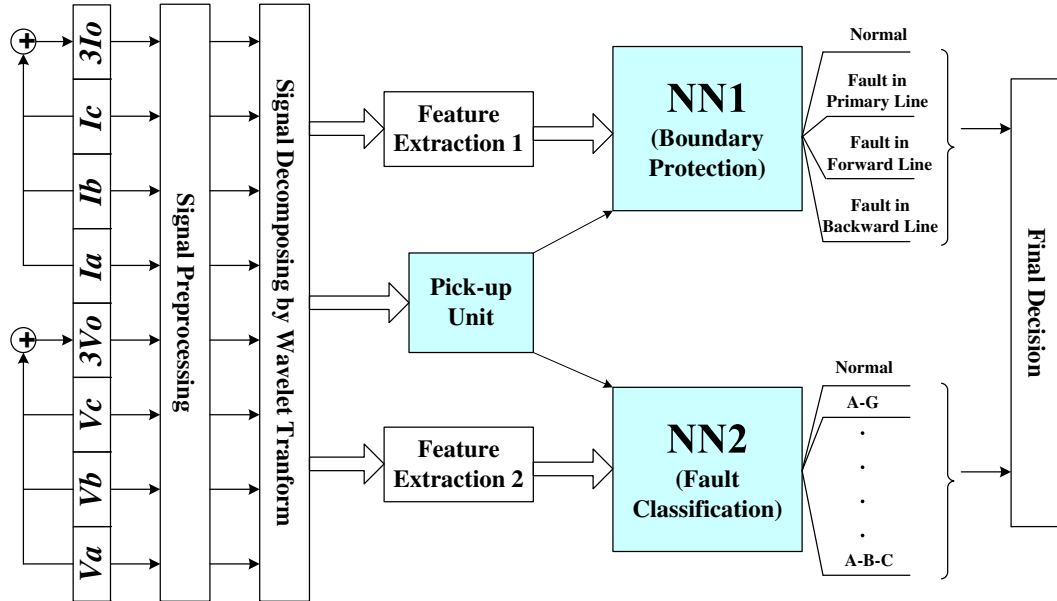 +
3Io
Ic
Ib
Ia
+
3Vo
Vc
Vb
Va
Signal Preprocessing
Signal Decomposing by Wavelet Tranform
Feature
Extraction 1
Pick-up
Unit
Feature
Extraction 2
NN1
(Boundary
Protection)
NN2
(Fault
Classification)
Normal
Fault in
Primary Line
Fault in
Forward Line
Fault in
Backward Line
Normal
A-G
.
.
.
.
A-B-C
Final Decision